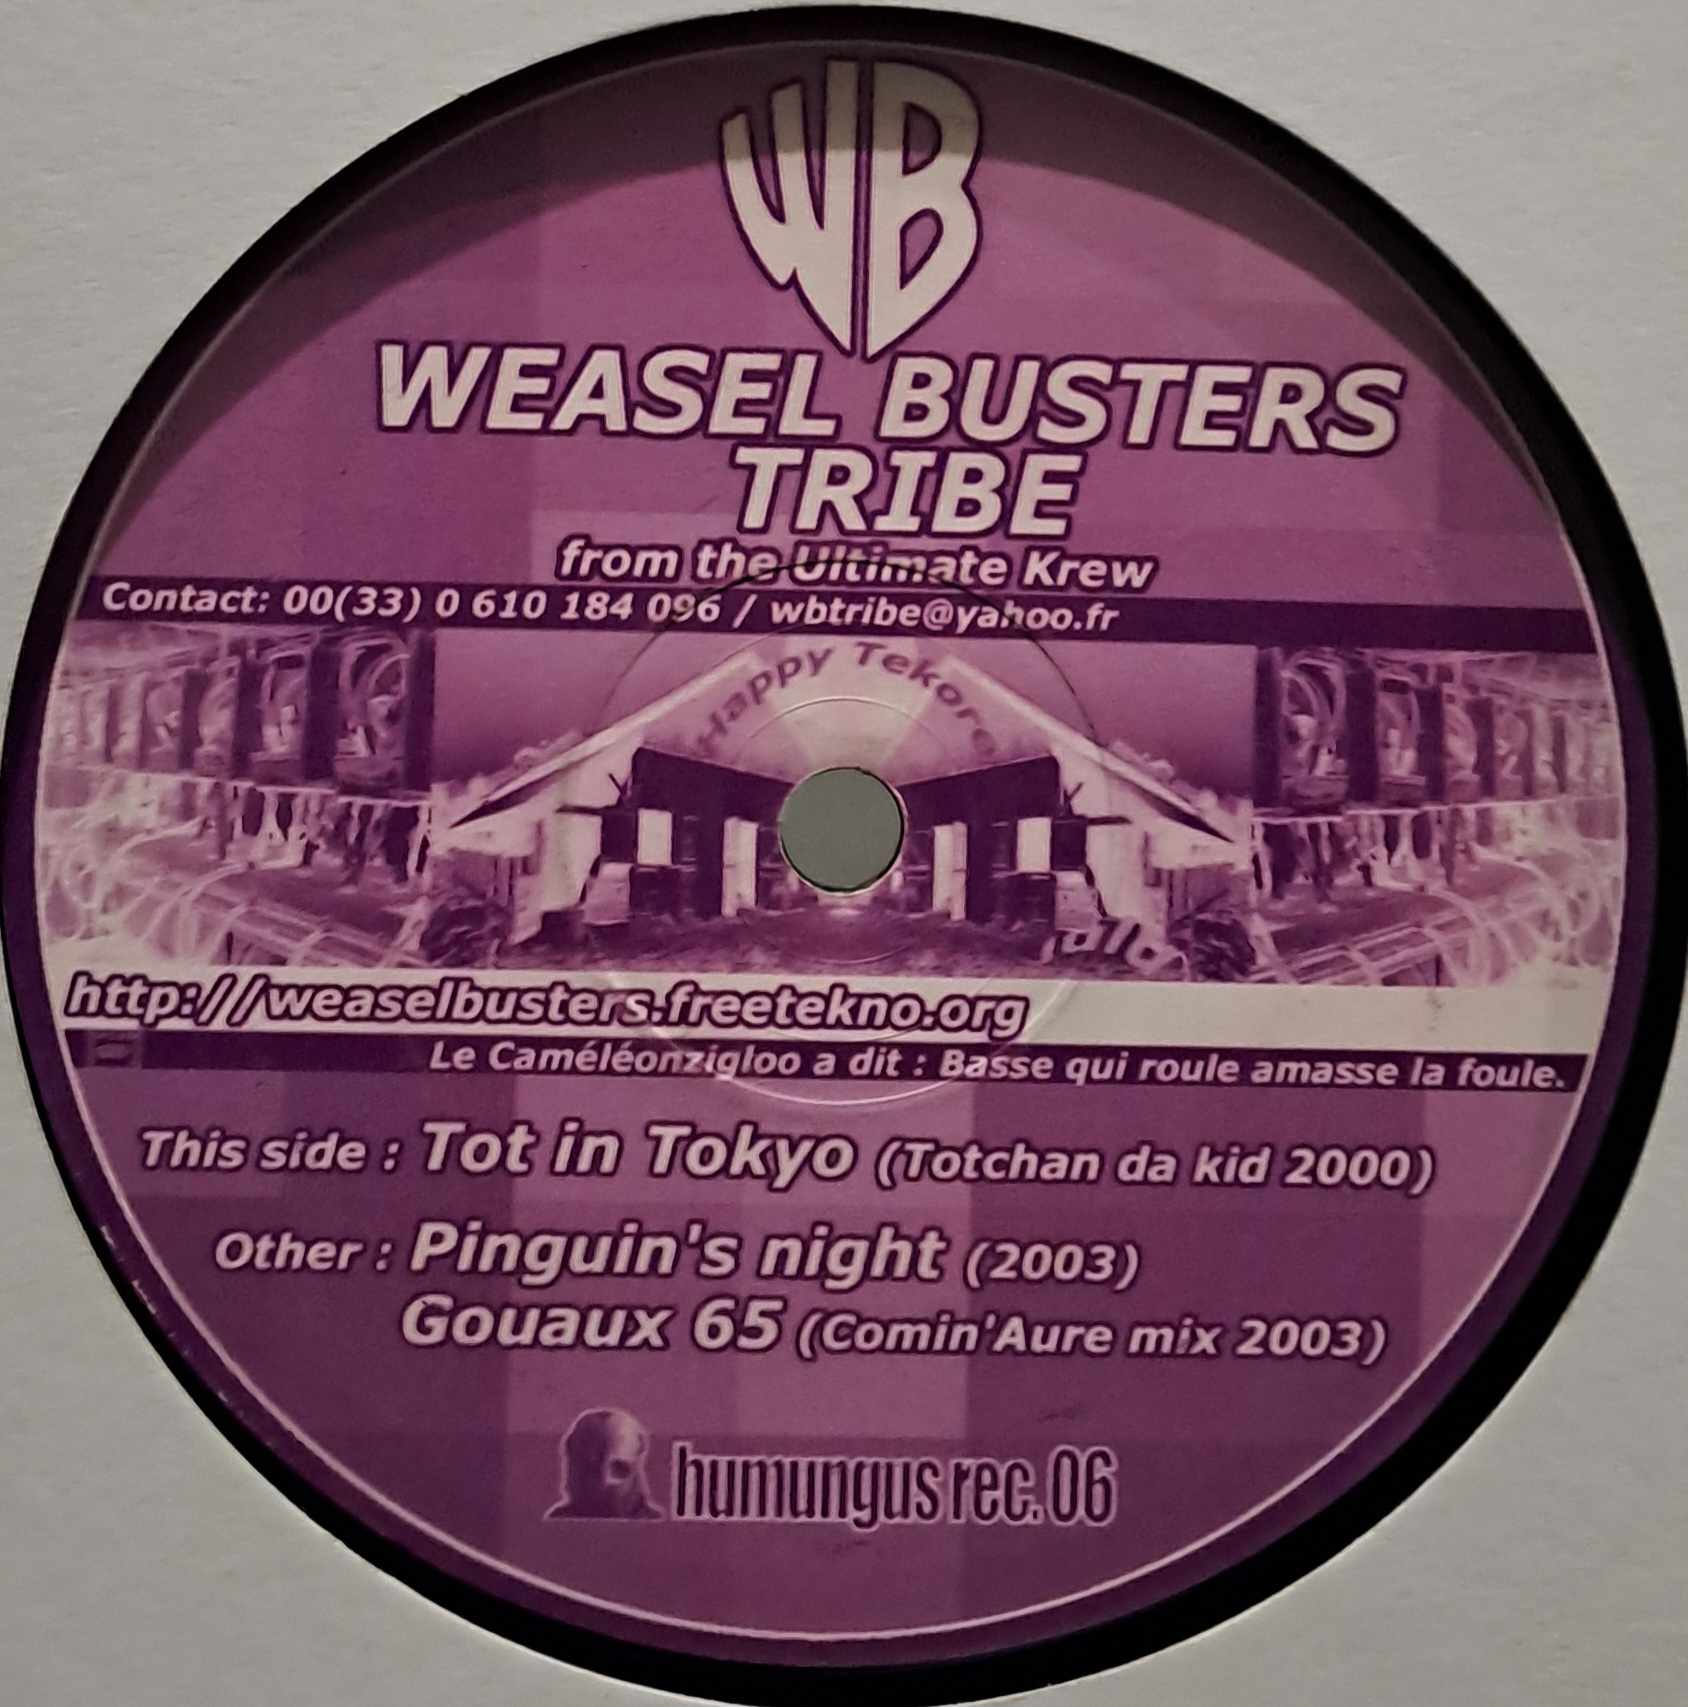 WB
WEASEL BUSTERS
TRIBE
from the Ultimate Krew
Contact: 00(33) 0 610 184 096 / wbtribe@yahoo.fr
Happy Tekore
http://weaselbusters.freetekno.org
Le Caméléonzigloo a dit : Basse qui roule amasse la foule.
This side : Tot in Tokyo (Totchan da kid 2000)
Other : Pinguin's night (2003)
Gouaux 65 (Comin'Aure mix 2003)
humungus rec. 06